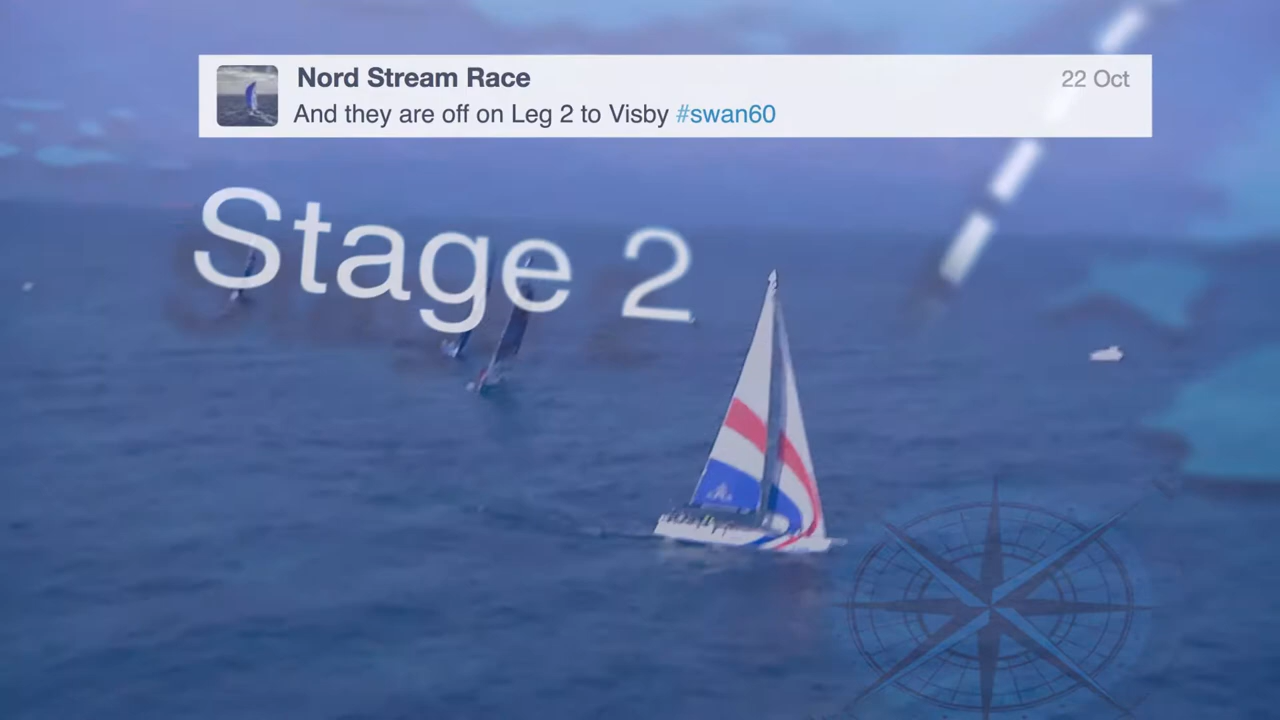 Nord Stream Race
22 Oct
And they are off on Leg 2 to Visby #swan60
Stage 2